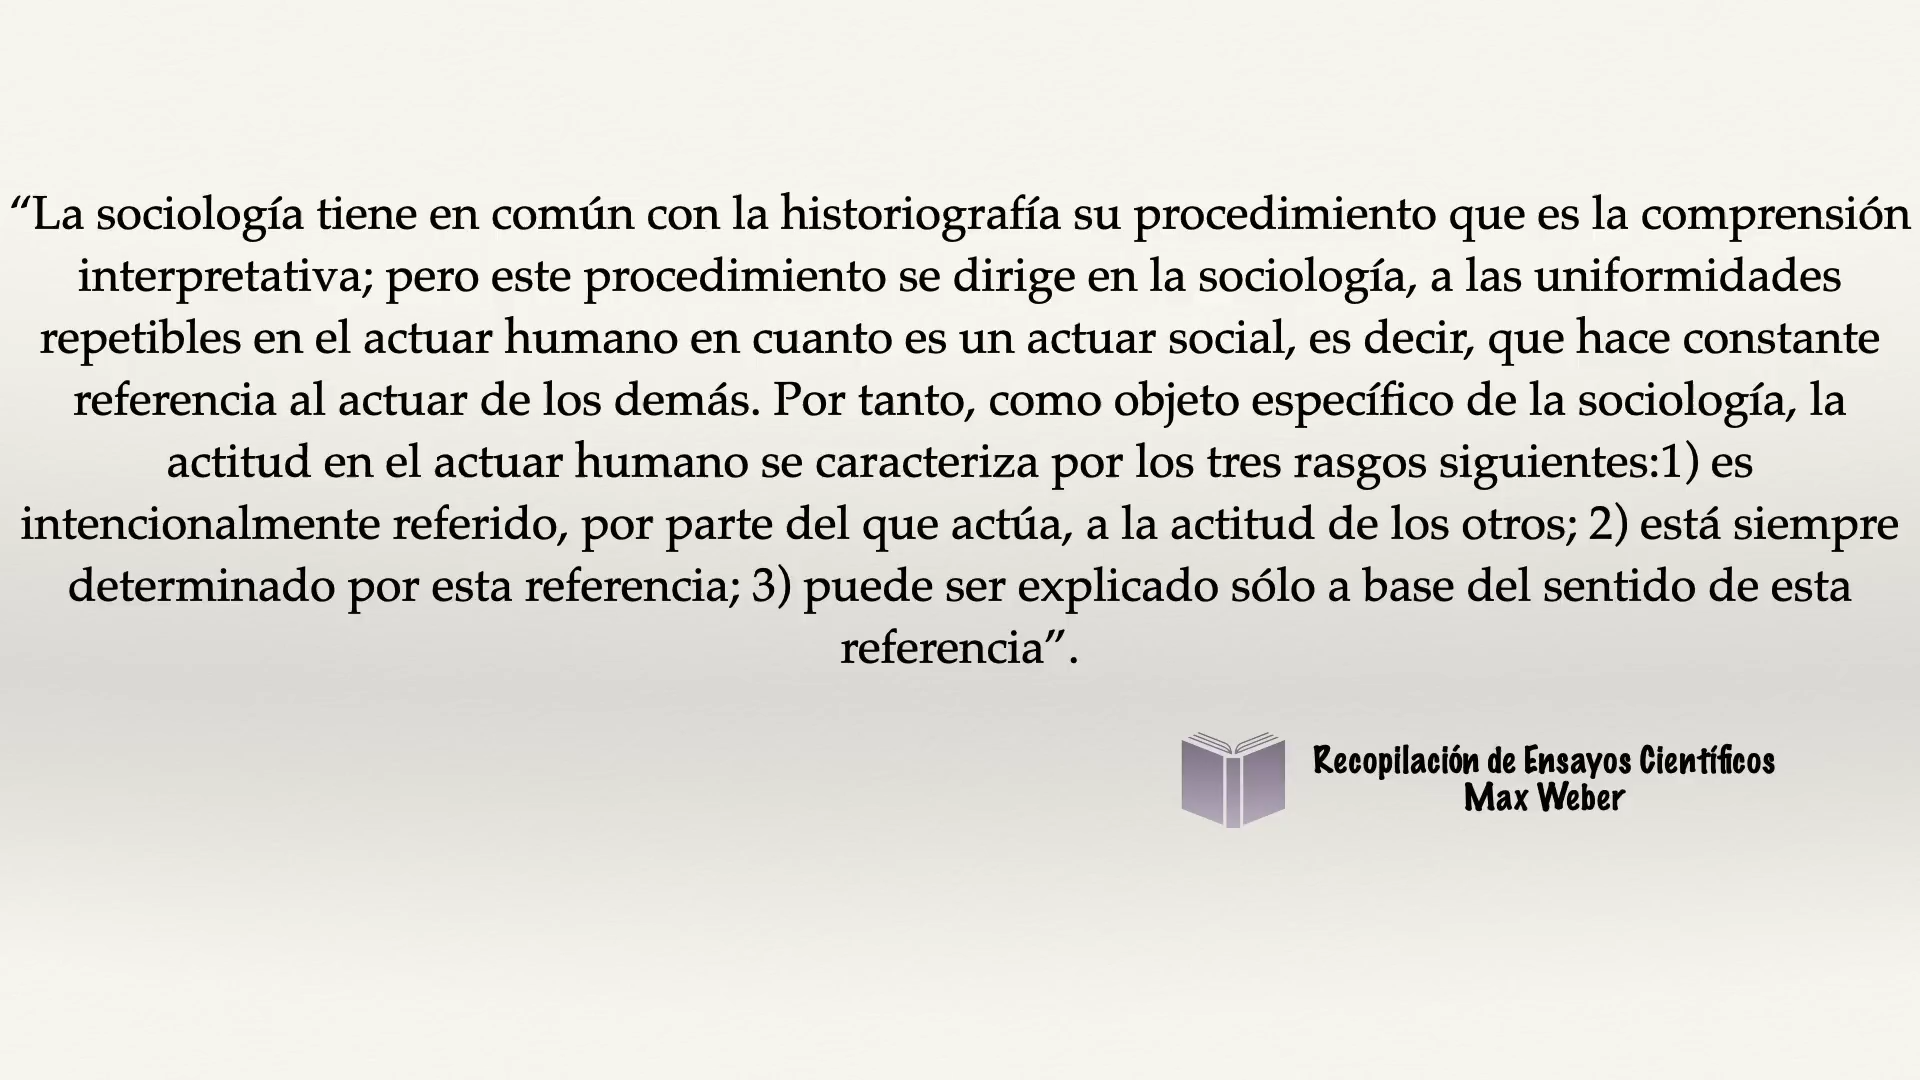 “La sociología tiene en común con la historiografía su procedimiento que es la comprensión
interpretativa; pero este procedimiento se dirige en la sociología, a las uniformidades
repetibles en el actuar humano en cuanto es un actuar social, es decir, que hace constante
referencia al actuar de los demás. Por tanto, como objeto específico de la sociología, la
actitud en el actuar humano se caracteriza por los tres rasgos siguientes:1) es
intencionalmente referido, por parte del que actúa, a la actitud de los otros; 2) está siempre
determinado por esta referencia; 3) puede ser explicado sólo a base del sentido de esta
referencia”.
Recopilación de Ensayos Científicos
Max Weber